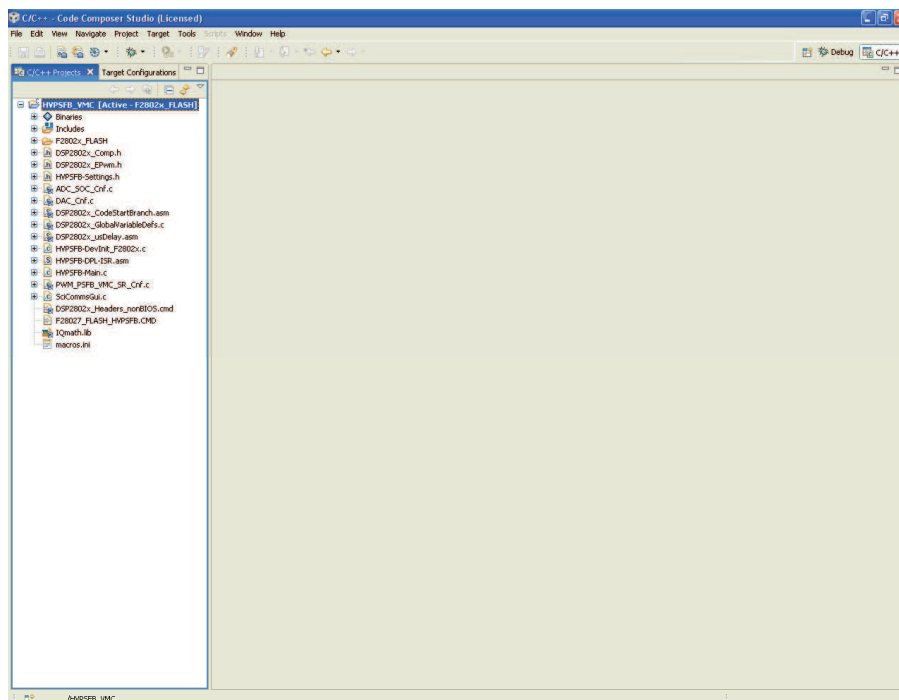 C/C++ - Code Composer Studio (Licensed)
File Edit View Navigate Project Target Tools Scripts Window Help
Debug C/C++
C/C++ Projects Target Configurations
HVPSFB_VMC [Active - F2802x_FLASH]
Binaries
Includes
F2802x_FLASH
DSP2802x_Comp.h
DSP2802x_EPwm.h
HVPSFB-Settings.h
ADC_SOC_Cnf.c
DAC_Cnf.c
DSP2802x_CodeStartBranch.asm
DSP2802x_GlobalVariableDefs.c
DSP2802x_usDelay.asm
HVPSFB-DevInit_F2802x.c
HVPSFB-DPL-ISR.asm
HVPSFB-Main.c
PWM_PSFB_VMC_SR_Cnf.c
SciCommsGui.c
DSP2802x_Headers_nonBIOS.cmd
F28027_FLASH_HVPSFB.CMD
IQmath.lib
macros.ini
/HVPSFB_VMC